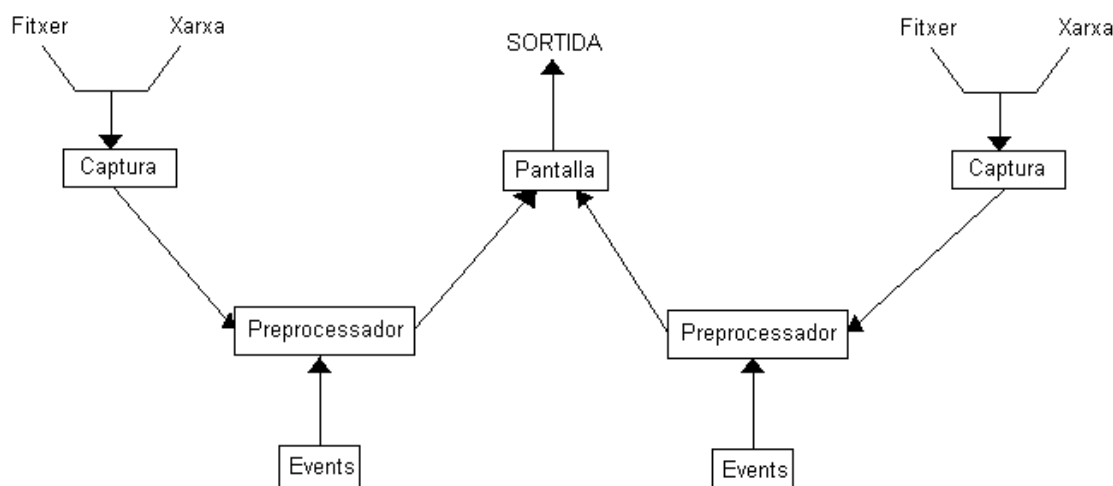 Fitxer
Xarxa
SORTIDA
Fitxer
Xarxa
Captura
Pantalla
Captura
Preprocessador
Preprocessador
Events
Events